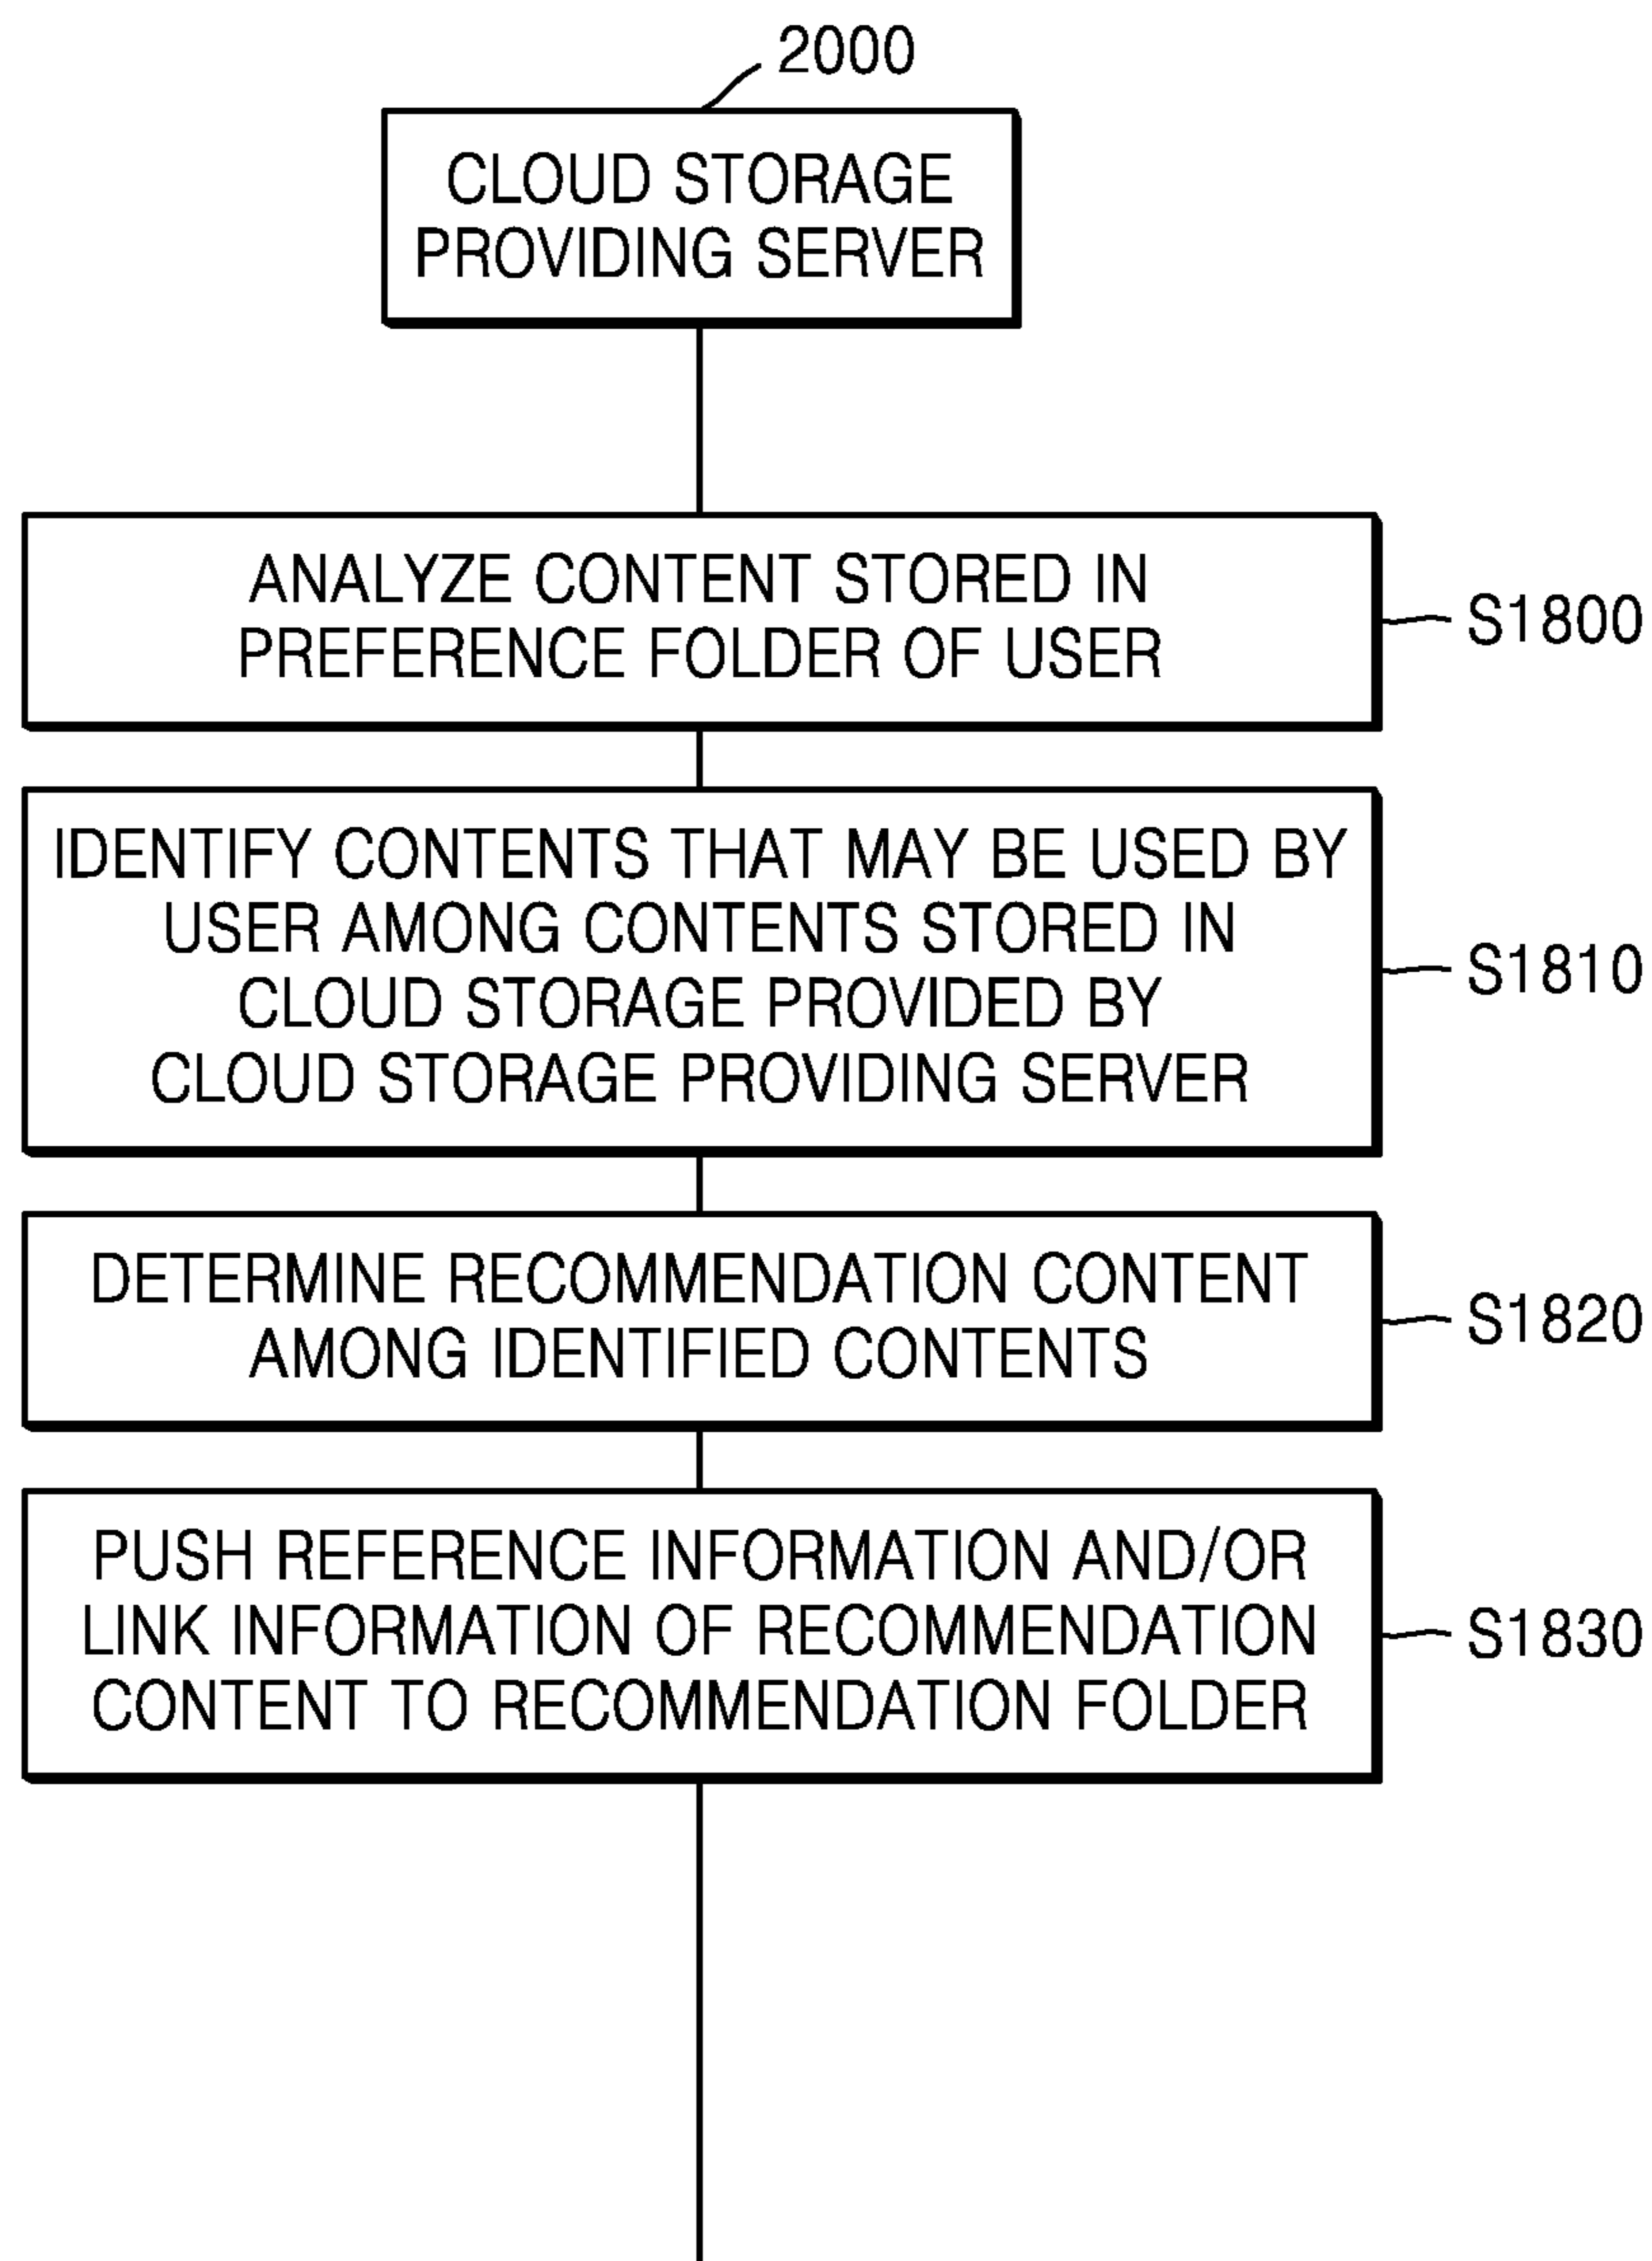 2000
CLOUD STORAGE
PROVIDING SERVER
ANALYZE CONTENT STORED IN
PREFERENCE FOLDER OF USER
S1800
IDENTIFY CONTENTS THAT MAY BE USED BY
USER AMONG CONTENTS STORED IN
CLOUD STORAGE PROVIDED BY
CLOUD STORAGE PROVIDING SERVER
S1810
DETERMINE RECOMMENDATION CONTENT
AMONG IDENTIFIED CONTENTS
S1820
PUSH REFERENCE INFORMATION AND/OR
LINK INFORMATION OF RECOMMENDATION
CONTENT TO RECOMMENDATION FOLDER
S1830